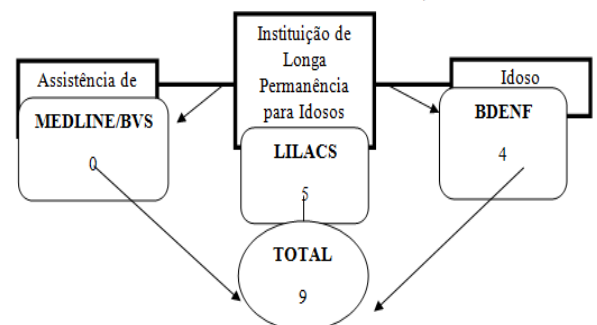 Instituição de
Longa
Permanência
para Idosos
Assistência de
Idoso
MEDLINE/BVS
0
LILACS
5
BDENF
4
TOTAL
9